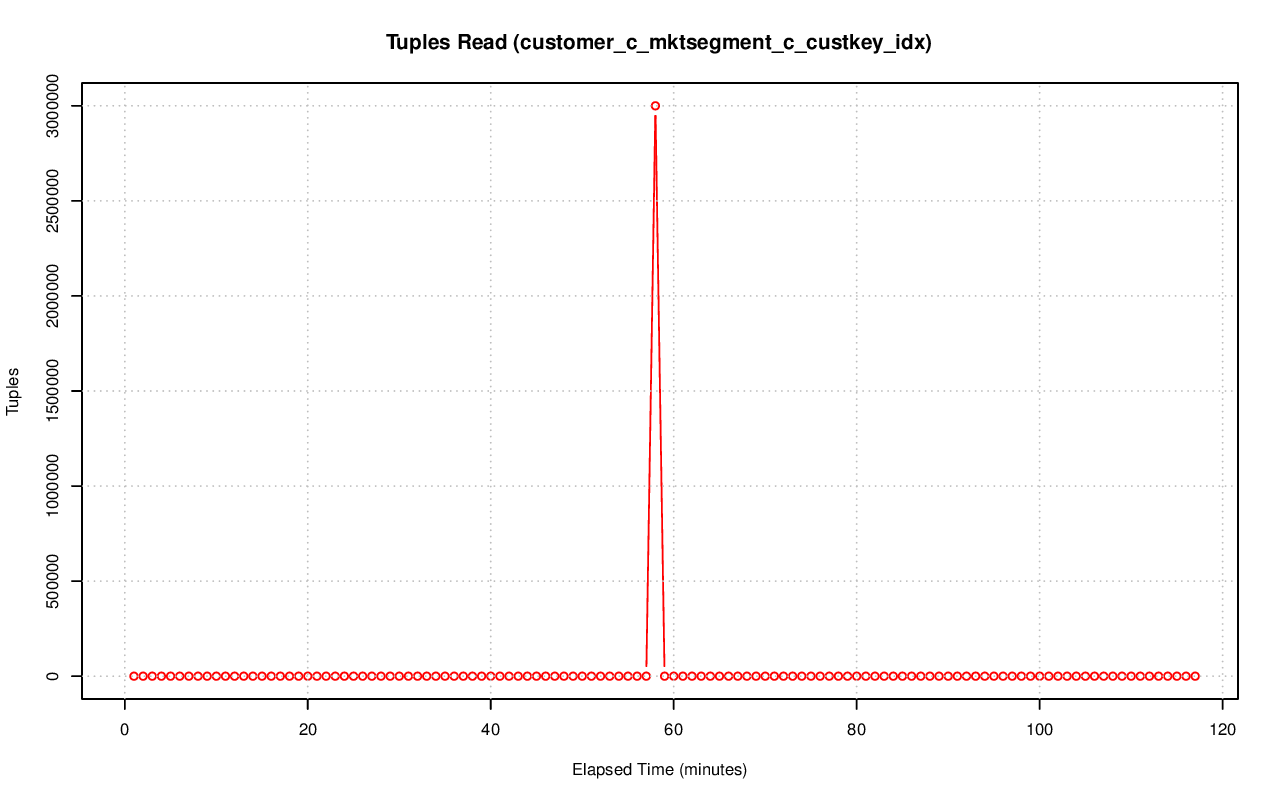 Tuples Read (customer_c_mktsegment_c_custkey_idx)
3000000
2500000
2000000
1500000
1000000
500000
0
Tuples
0 20 40 60 80 100 120
Elapsed Time (minutes)